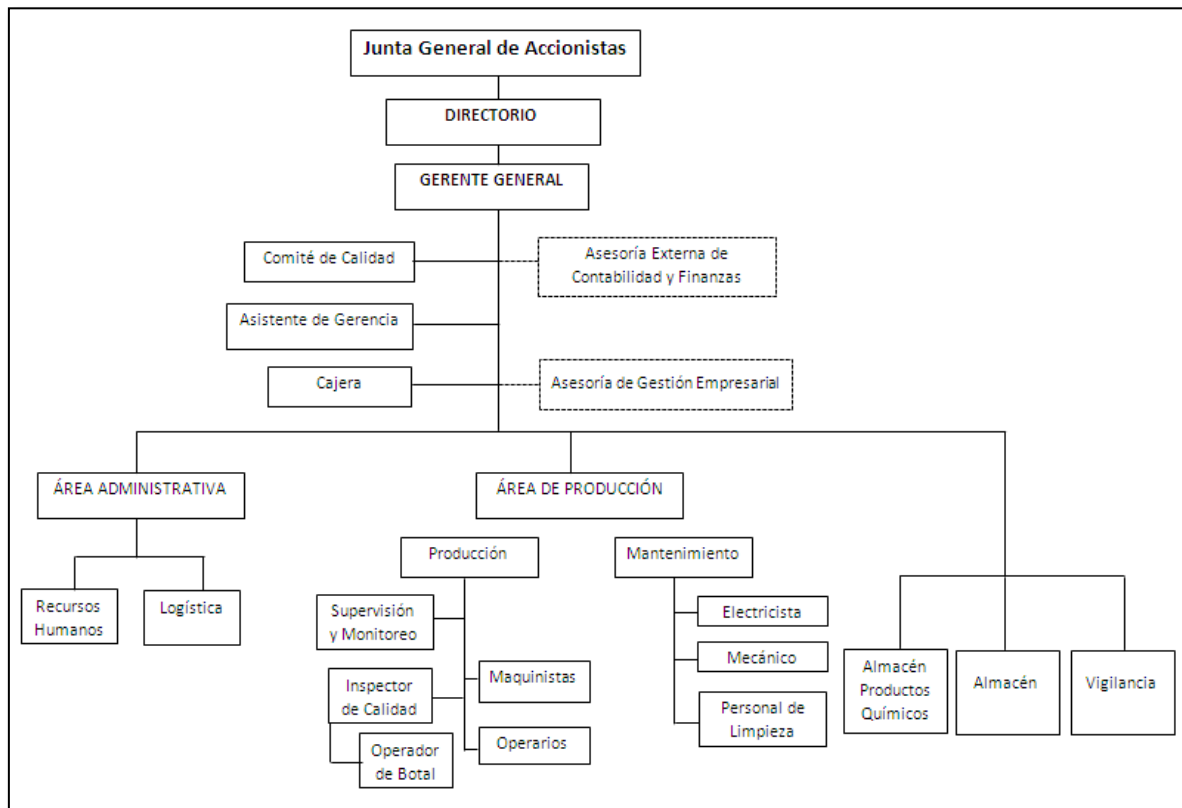 Junta General de Accionistas
DIRECTORIO
GERENTE GENERAL
Comité de Calidad
Asesoría Externa de
Contabilidad y Finanzas
Asistente de Gerencia
Cajera
Asesoría de Gestión Empresarial
ÁREA ADMINISTRATIVA
ÁREA DE PRODUCCIÓN
Recursos
Humanos
Logística
Producción
Supervisión
y Monitoreo
Maquinistas
Inspector
de Calidad
Operarios
Operador
de Botal
Mantenimiento
Electricista
Mecánico
Personal de
Limpieza
Almacén
Productos
Químicos
Almacén
Vigilancia